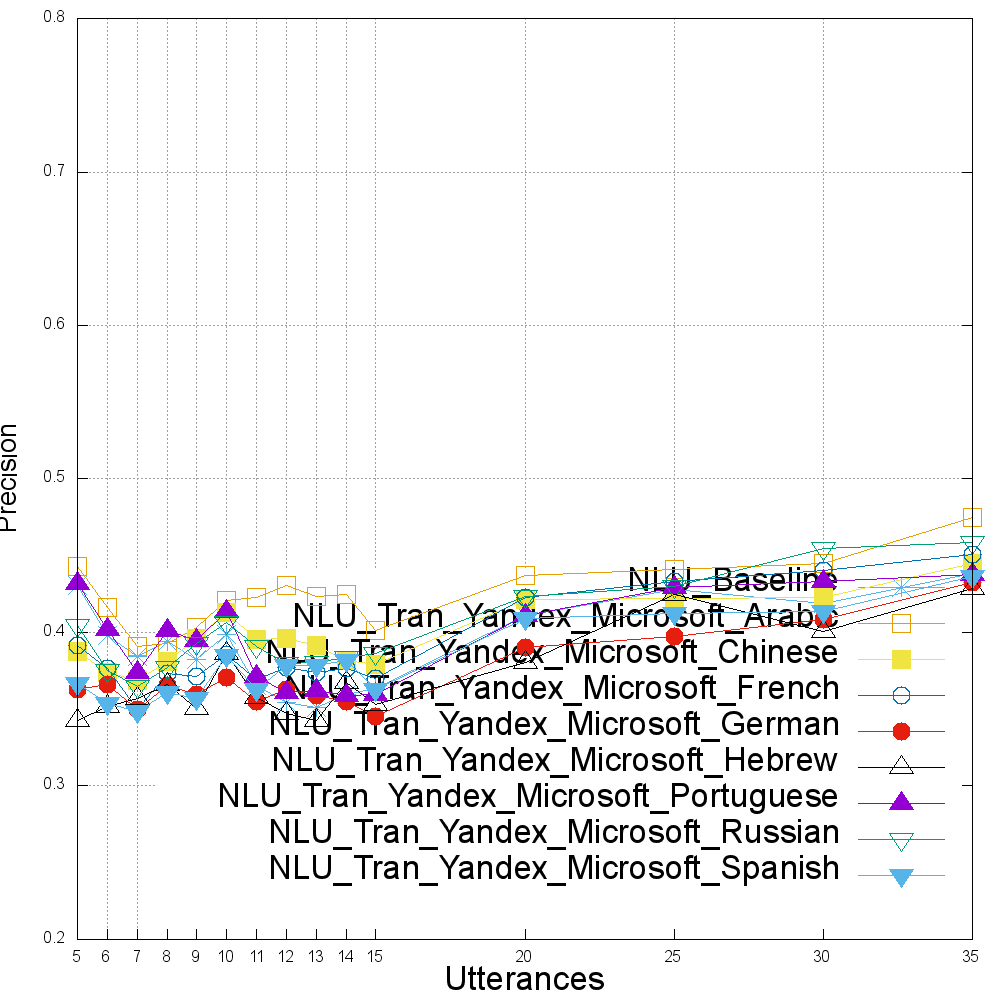 0.8
0.7
0.6
0.5
0.4
0.3
0.2
Precision
NLU_Baseline
NLU_Tran_Yandex_Microsoft_Arabic
NLU_Tran_Yandex_Microsoft_Chinese
NLU_Tran_Yandex_Microsoft_French
NLU_Tran_Yandex_Microsoft_German
NLU_Tran_Yandex_Microsoft_Hebrew
NLU_Tran_Yandex_Microsoft_Portuguese
NLU_Tran_Yandex_Microsoft_Russian
NLU_Tran_Yandex_Microsoft_Spanish
5 6 7 8 9 10 11 12 13 14 15 20 25 30 35
Utterances